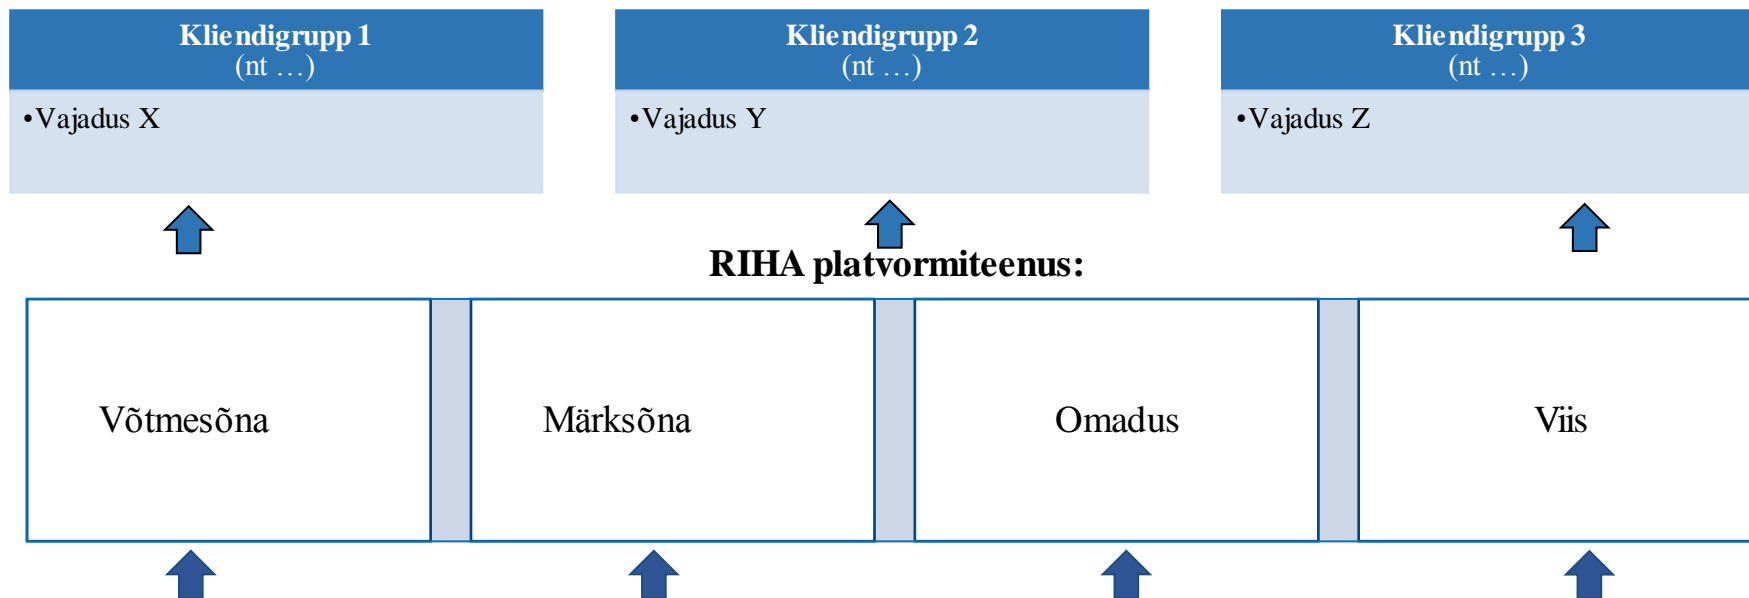 Kliendigrupp 1
(nt …)
•Vajadus X
Kliendigrupp 2
(nt …)
•Vajadus Y
Kliendigrupp 3
(nt …)
•Vajadus Z
RIHA platvormiteenus:
Võtmesõna
Märksõna
Omadus
Viis